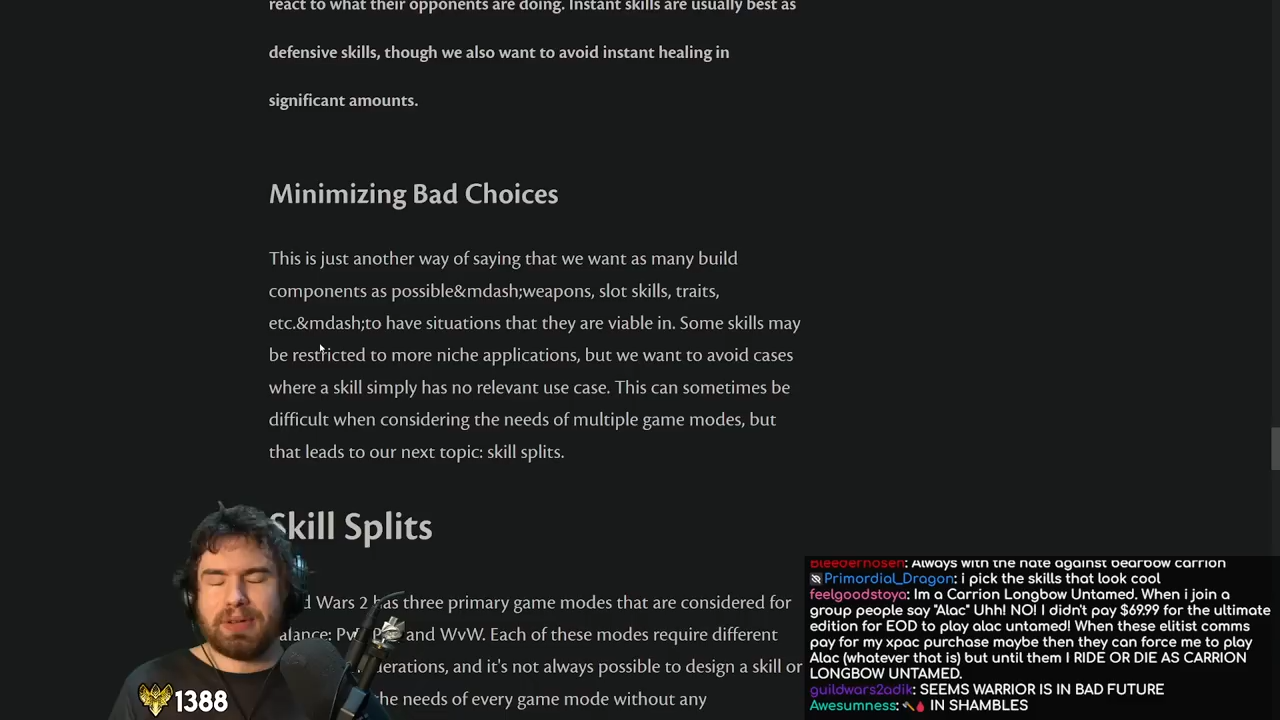 react to what their opponents are doing. Instant skills are usually best as
defensive skills, though we also want to avoid instant healing in
significant amounts.
Minimizing Bad Choices
This is just another way of saying that we want as many build
components as possible&mdash;weapons, slot skills, traits,
etc.&mdash;to have situations that they are viable in. Some skills may
be restricted to more niche applications, but we want to avoid cases
where a skill simply has no relevant use case. This can sometimes be
difficult when considering the needs of multiple game modes, but
that leads to our next topic: skill splits.
Skill Splits
d Wars 2 has three primary game modes that are considered for
and WvW. Each of these modes require different
derations, and it's not always possible to design a skill or
the needs of every game mode without any
1388
Bleedernosen: Always with the hate against bearbow carrion
Primordial_Dragon: i pick the skills that look cool
feelgoodstoya: Im a Carrion Longbow Untamed. When i join a
group people say "Alac" Uhh! NO! I didn't pay $69.99 for the ultimate
edition for EOD to play alac untamed! When these elitist comms
pay for my xpac purchase maybe then they can force me to play
Alac (whatever that is) but until them I RIDE OR DIE AS CARRION
LONGBOW UNTAMED.
guildwars2adik: SEEMS WARRIOR IS IN BAD FUTURE
Awesumness: IN SHAMBLES